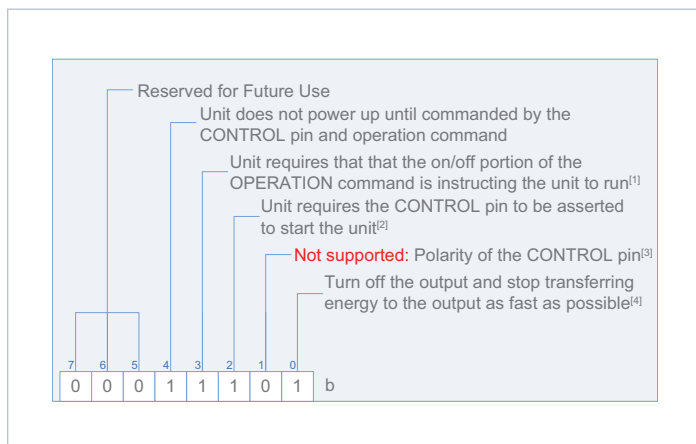 Reserved for Future Use
Unit does not power up until commanded by the
CONTROL pin and operation command
Unit requires that that the on/off portion of the
OPERATION command is instructing the unit to run[1]
Unit requires the CONTROL pin to be asserted
to start the unit[2]
Not supported: Polarity of the CONTROL pin[3]
Turn off the output and stop transferring
energy to the output as fast as possible[4]
7 6 5 4 3 2 1 0
0 0 0 1 1 1 0 1 b